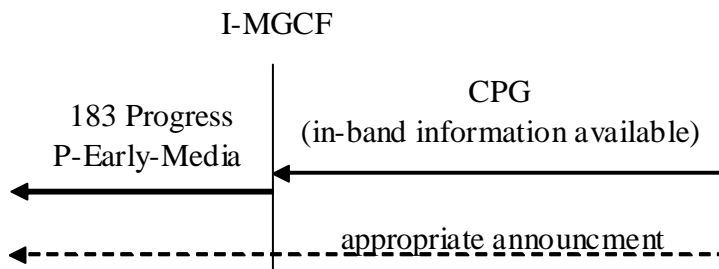 I-MGCF
183 Progress
P-Early-Media
CPG
(in-band information available)
appropriate announcment